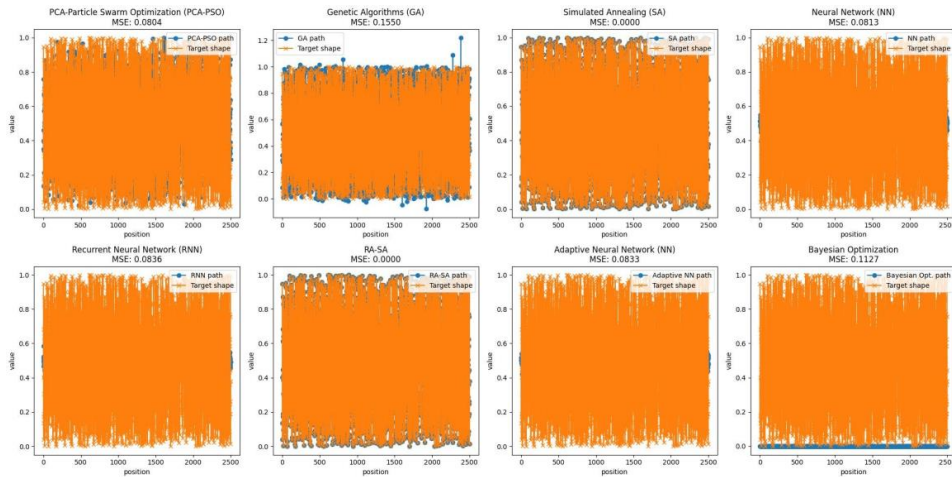 PCA-Particle Swarm Optimization (PCA-PSO)
MSE: 0.0804
PCA-PSO path
Target shape
value
1.0
0.8
0.6
0.4
0.2
0.0
0 500 1000 1500 2000 2500
position
Genetic Algorithms (GA)
MSE: 0.1550
GA path
Target shape
value
1.2
1.0
0.8
0.6
0.4
0.2
0.0
0 500 1000 1500 2000 2500
position
Simulated Annealing (SA)
MSE: 0.0000
SA path
Target shape
value
1.0
0.8
0.6
0.4
0.2
0.0
0 500 1000 1500 2000 2500
position
Neural Network (NN)
MSE: 0.0813
NN path
Target shape
value
1.0
0.8
0.6
0.4
0.2
0.0
0 500 1000 1500 2000 2500
position
Recurrent Neural Network (RNN)
MSE: 0.0836
RNN path
Target shape
value
1.0
0.8
0.6
0.4
0.2
0.0
0 500 1000 1500 2000 2500
position
RA-SA
MSE: 0.0000
RA-SA path
Target shape
value
1.0
0.8
0.6
0.4
0.2
0.0
0 500 1000 1500 2000 2500
position
Adaptive Neural Network (NN)
MSE: 0.0833
Adaptive NN path
Target shape
value
1.0
0.8
0.6
0.4
0.2
0.0
0 500 1000 1500 2000 2500
position
Bayesian Optimization
MSE: 0.1127
Bayesian Opt. path
Target shape
value
1.0
0.8
0.6
0.4
0.2
0.0
0 500 1000 1500 2000 2500
position